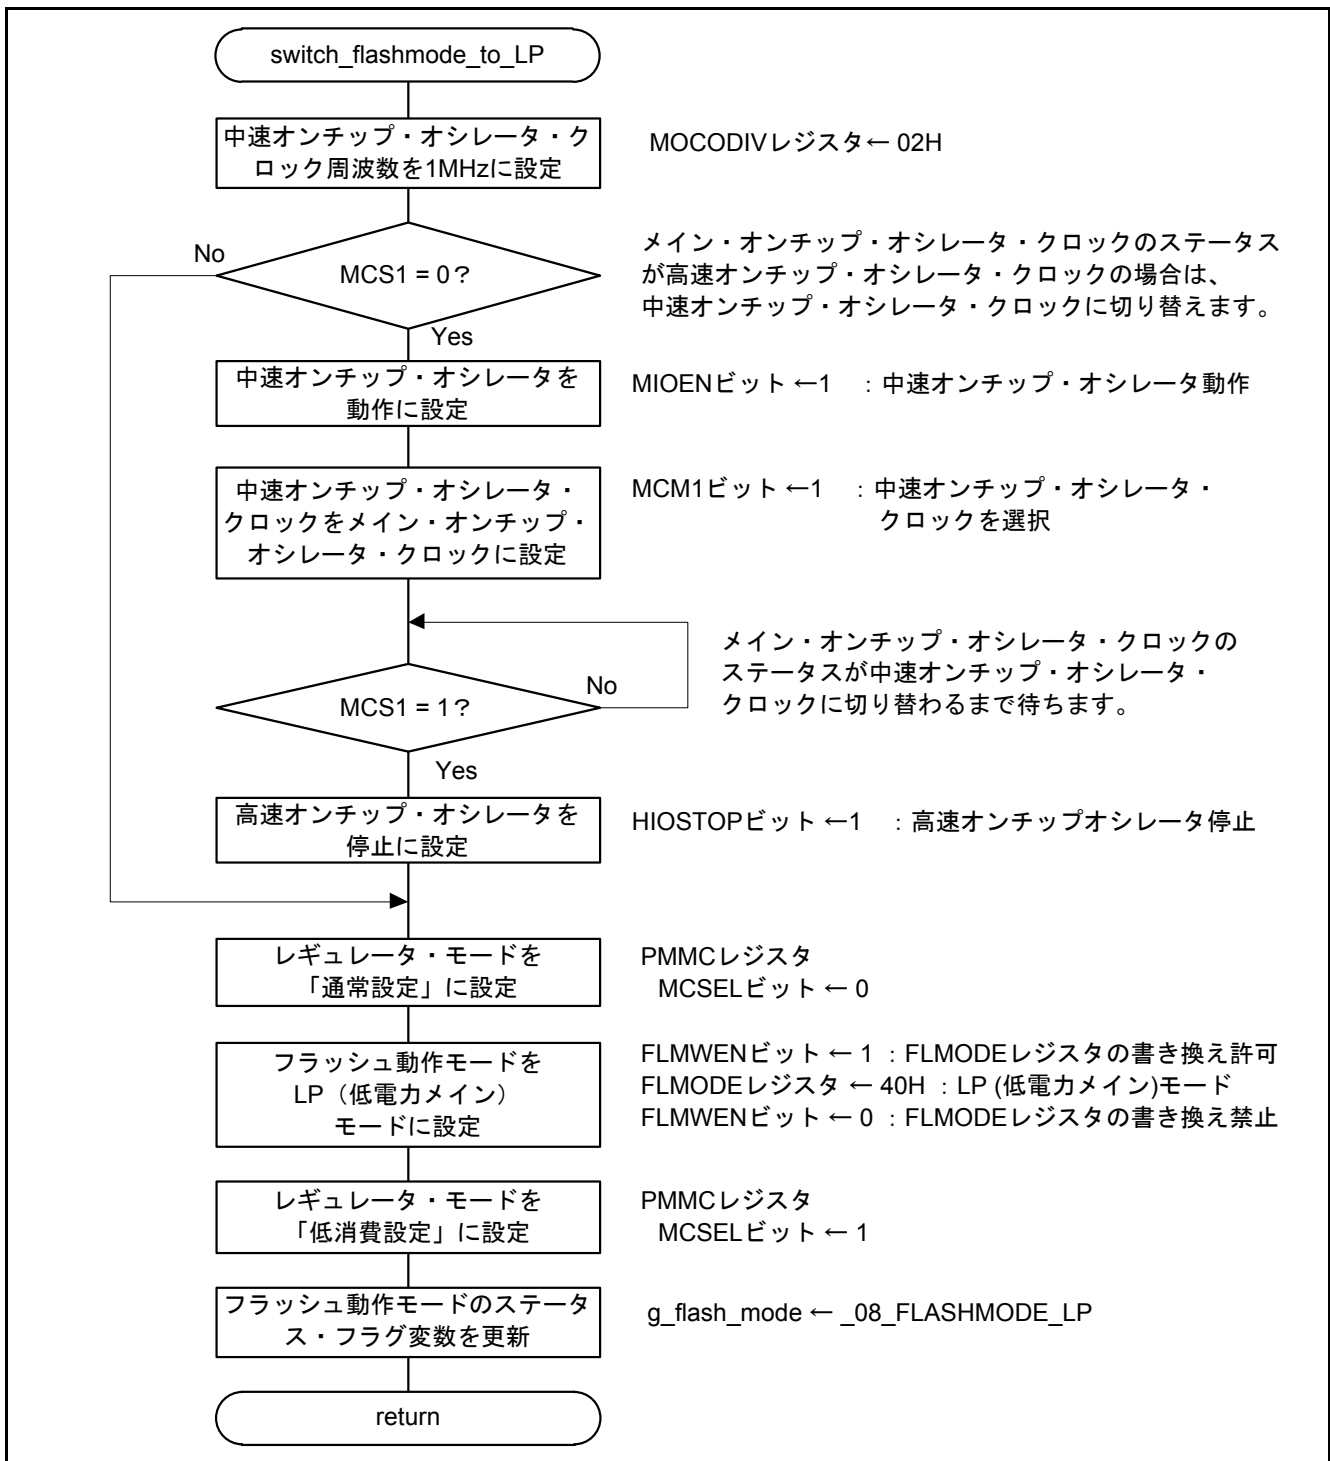 switch_flashmode_to_LP
中速オンチップ・オシレータ・ク
ロック周波数を1MHzに設定
MOCODIVレジスタ← 02H
No
MCS1 = 0？
メイン・オンチップ・オシレータ・クロックのステータス
が高速オンチップ・オシレータ・クロックの場合は、
中速オンチップ・オシレータ・クロックに切り替えます。
Yes
中速オンチップ・オシレータを
動作に設定
MIOENビット ←1 ：中速オンチップ・オシレータ動作
中速オンチップ・オシレータ・
クロックをメイン・オンチップ・
オシレータ・クロックに設定
MCM1ビット ←1 ：中速オンチップ・オシレータ・
クロックを選択
メイン・オンチップ・オシレータ・クロックの
ステータスが中速オンチップ・オシレータ・
クロックに切り替わるまで待ちます。
MCS1 = 1？
No
Yes
高速オンチップ・オシレータを
停止に設定
HIOSTOPビット ←1 ：高速オンチップオシレータ停止
レギュレータ・モードを
「通常設定」に設定
PMMCレジスタ
MCSELビット ← 0
フラッシュ動作モードを
LP（低電力メイン）
モードに設定
FLMWENビット ← 1 ：FLMODEレジスタの書き換え許可
FLMODEレジスタ ← 40H ：LP (低電力メイン)モード
FLMWENビット ← 0 ：FLMODEレジスタの書き換え禁止
レギュレータ・モードを
「低消費設定」に設定
PMMCレジスタ
MCSELビット ← 1
フラッシュ動作モードのステータ
ス・フラグ変数を更新
g_flash_mode ← _08_FLASHMODE_LP
return